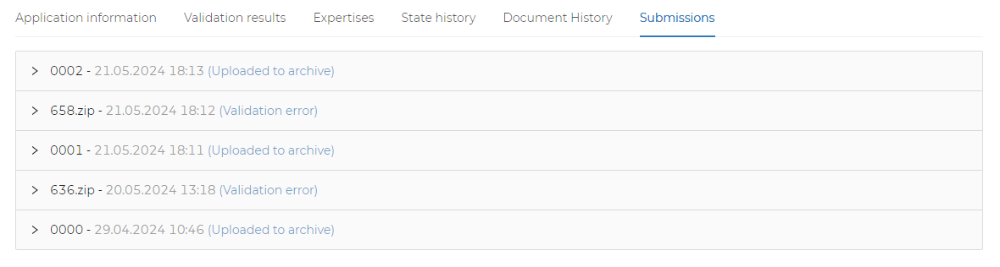 Application information Validation results Expertises State history Document History Submissions
0002 - 21.05.2024 18:13 (Uploaded to archive)
658.zip - 21.05.2024 18:12 (Validation error)
0001 - 21.05.2024 18:11 (Uploaded to archive)
636.zip - 20.05.2024 13:18 (Validation error)
0000 - 29.04.2024 10:46 (Uploaded to archive)